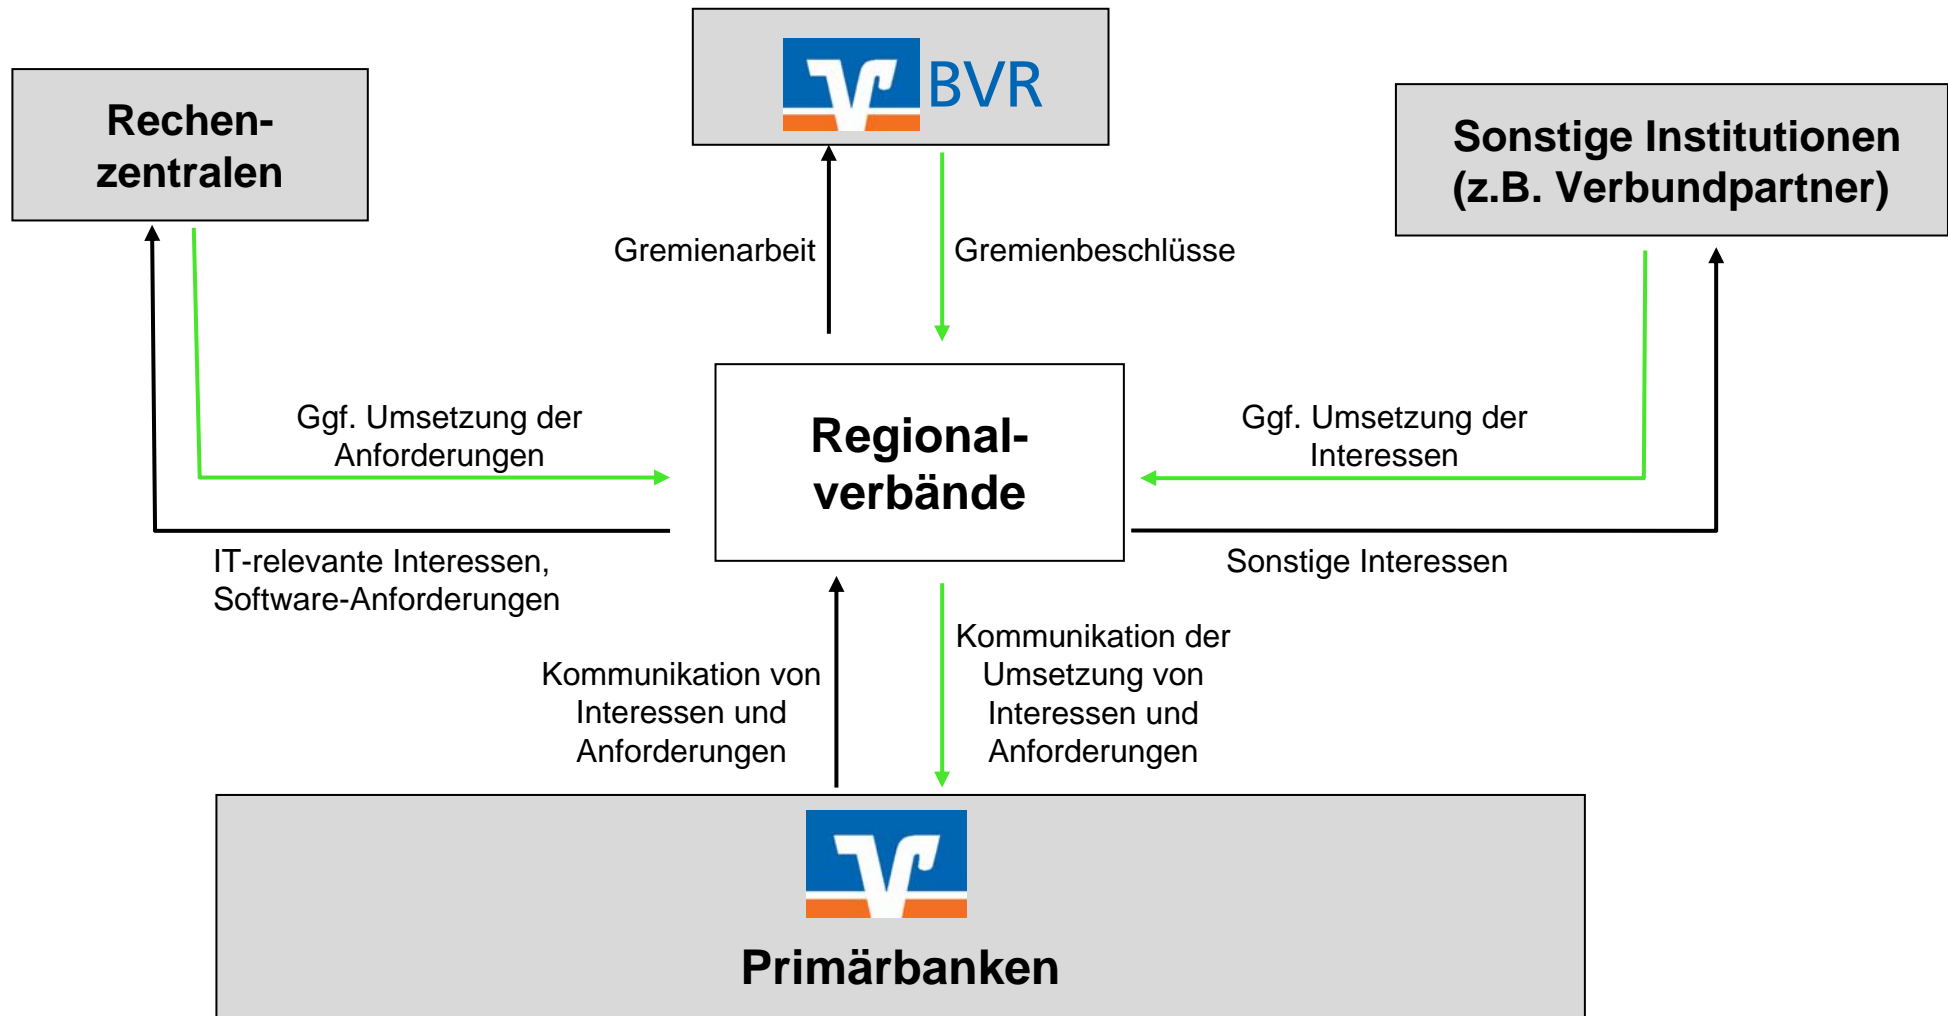 BVR
Rechen-
zentralen
Sonstige Institutionen
(z.B. Verbundpartner)
Gremienarbeit
Gremienbeschlüsse
Ggf. Umsetzung der
Anforderungen
Regional-
verbände
Ggf. Umsetzung der
Interessen
IT-relevante Interessen,
Software-Anforderungen
Sonstige Interessen
Kommunikation von
Interessen und
Anforderungen
Kommunikation der
Umsetzung von
Interessen und
Anforderungen
Primärbanken